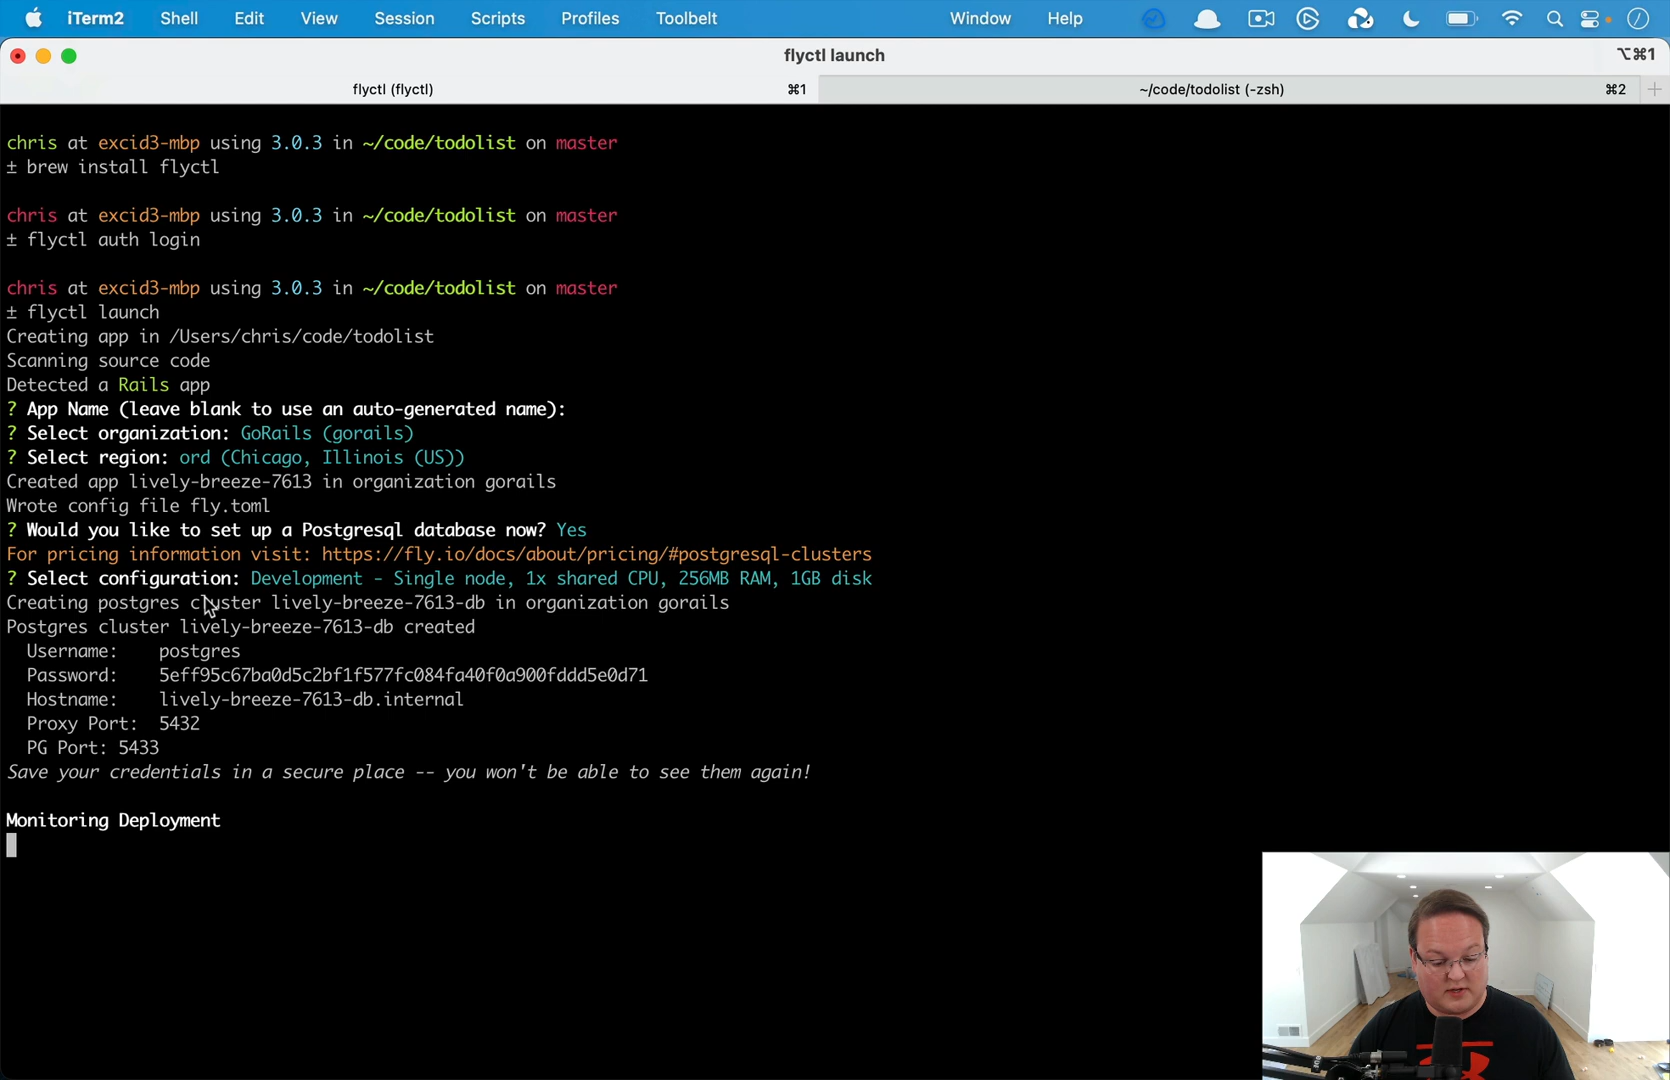 iTerm2 Shell Edit View Session Scripts Profiles Toolbelt Window Help
flyctl launch ⌥⌘1
flyctl (flyctl) ⌘1 ~/code/todolist (-zsh) ⌘2 +
chris at excid3-mbp using 3.0.3 in ~/code/todolist on master
± brew install flyctl
chris at excid3-mbp using 3.0.3 in ~/code/todolist on master
± flyctl auth login
chris at excid3-mbp using 3.0.3 in ~/code/todolist on master
± flyctl launch
Creating app in /Users/chris/code/todolist
Scanning source code
Detected a Rails app
? App Name (leave blank to use an auto-generated name):
? Select organization: GoRails (gorails)
? Select region: ord (Chicago, Illinois (US))
Created app lively-breeze-7613 in organization gorails
Wrote config file fly.toml
? Would you like to set up a Postgresql database now? Yes
For pricing information visit: https://fly.io/docs/about/pricing/#postgresql-clusters
? Select configuration: Development - Single node, 1x shared CPU, 256MB RAM, 1GB disk
Creating postgres cluster lively-breeze-7613-db in organization gorails
Postgres cluster lively-breeze-7613-db created
Username: postgres
Password: 5eff95c67ba0d5c2bf1f577fc084fa40f0a900fddd5e0d71
Hostname: lively-breeze-7613-db.internal
Proxy Port: 5432
PG Port: 5433
Save your credentials in a secure place -- you won't be able to see them again!
Monitoring Deployment